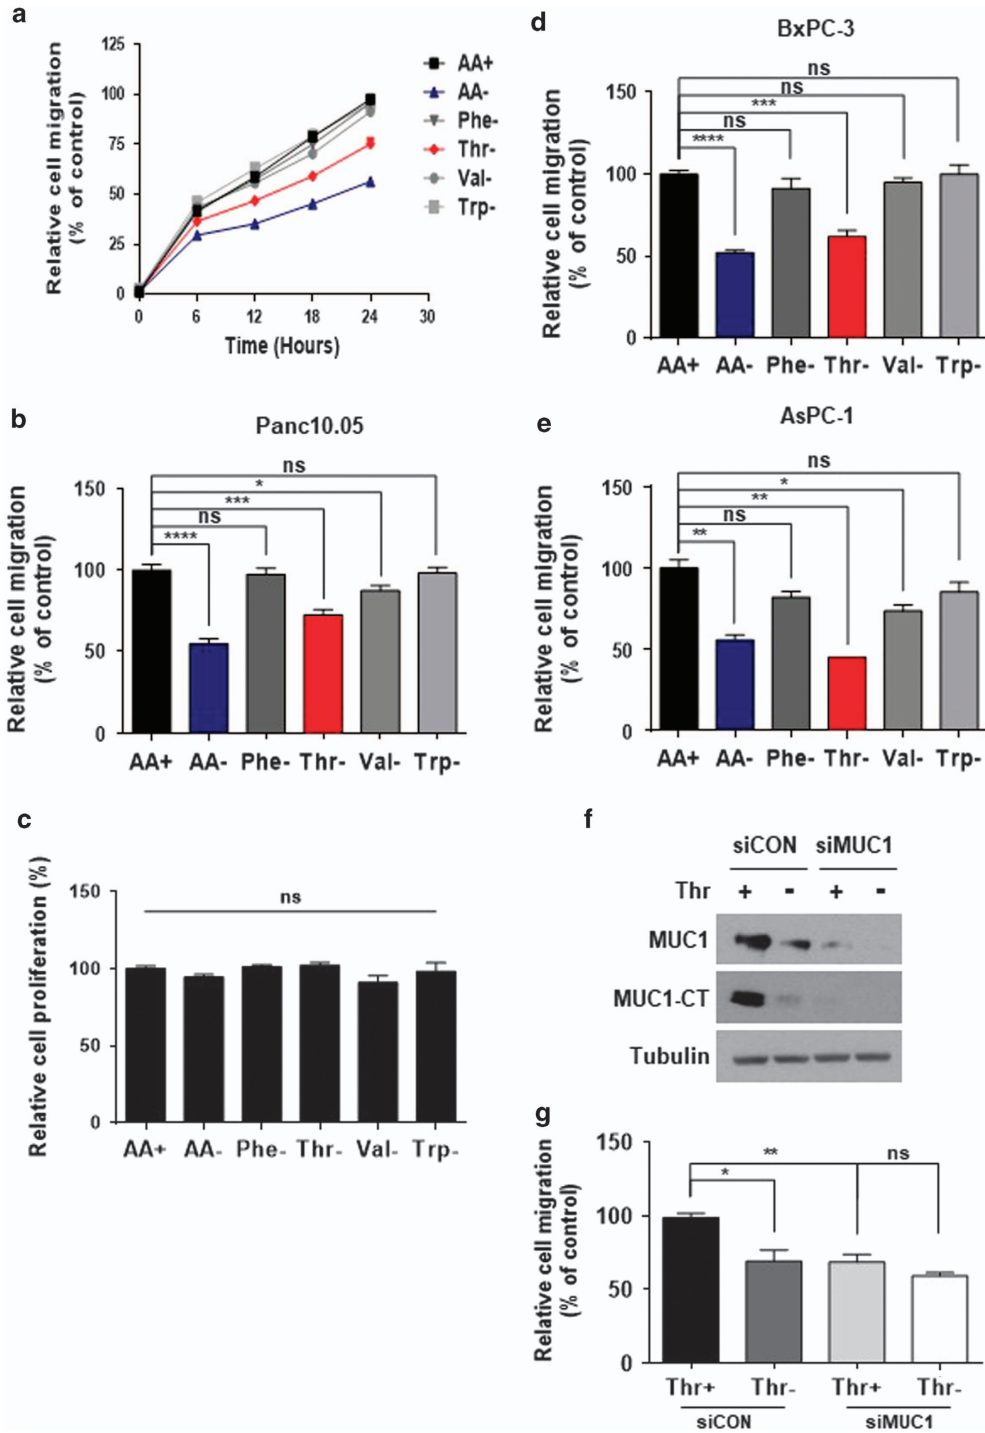 a
Relative cell migration
(% of control)
125
100
75
50
25
0
0 6 12 18 24 30
Time (Hours)
AA+
AA-
Phe-
Thr-
Val-
Trp-
b
Panc10.05
Relative cell migration
(% of control)
150
100
50
0
ns
*
***
ns
****
AA+ AA- Phe- Thr- Val- Trp-
c
Relative cell proliferation (%)
150
100
50
0
ns
AA+ AA- Phe- Thr- Val- Trp-
d
BxPC-3
Relative cell migration
(% of control)
150
100
50
0
ns
ns
***
ns
****
AA+ AA- Phe- Thr- Val- Trp-
e
AsPC-1
Relative cell migration
(% of control)
150
100
50
0
ns
*
**
ns
**
AA+ AA- Phe- Thr- Val- Trp-
f
siCON siMUC1
Thr + - + -
MUC1
MUC1-CT
Tubulin
g
Relative cell migration
(% of control)
150
100
50
0
** ns
*
Thr+ Thr- Thr+ Thr-
siCON siMUC1